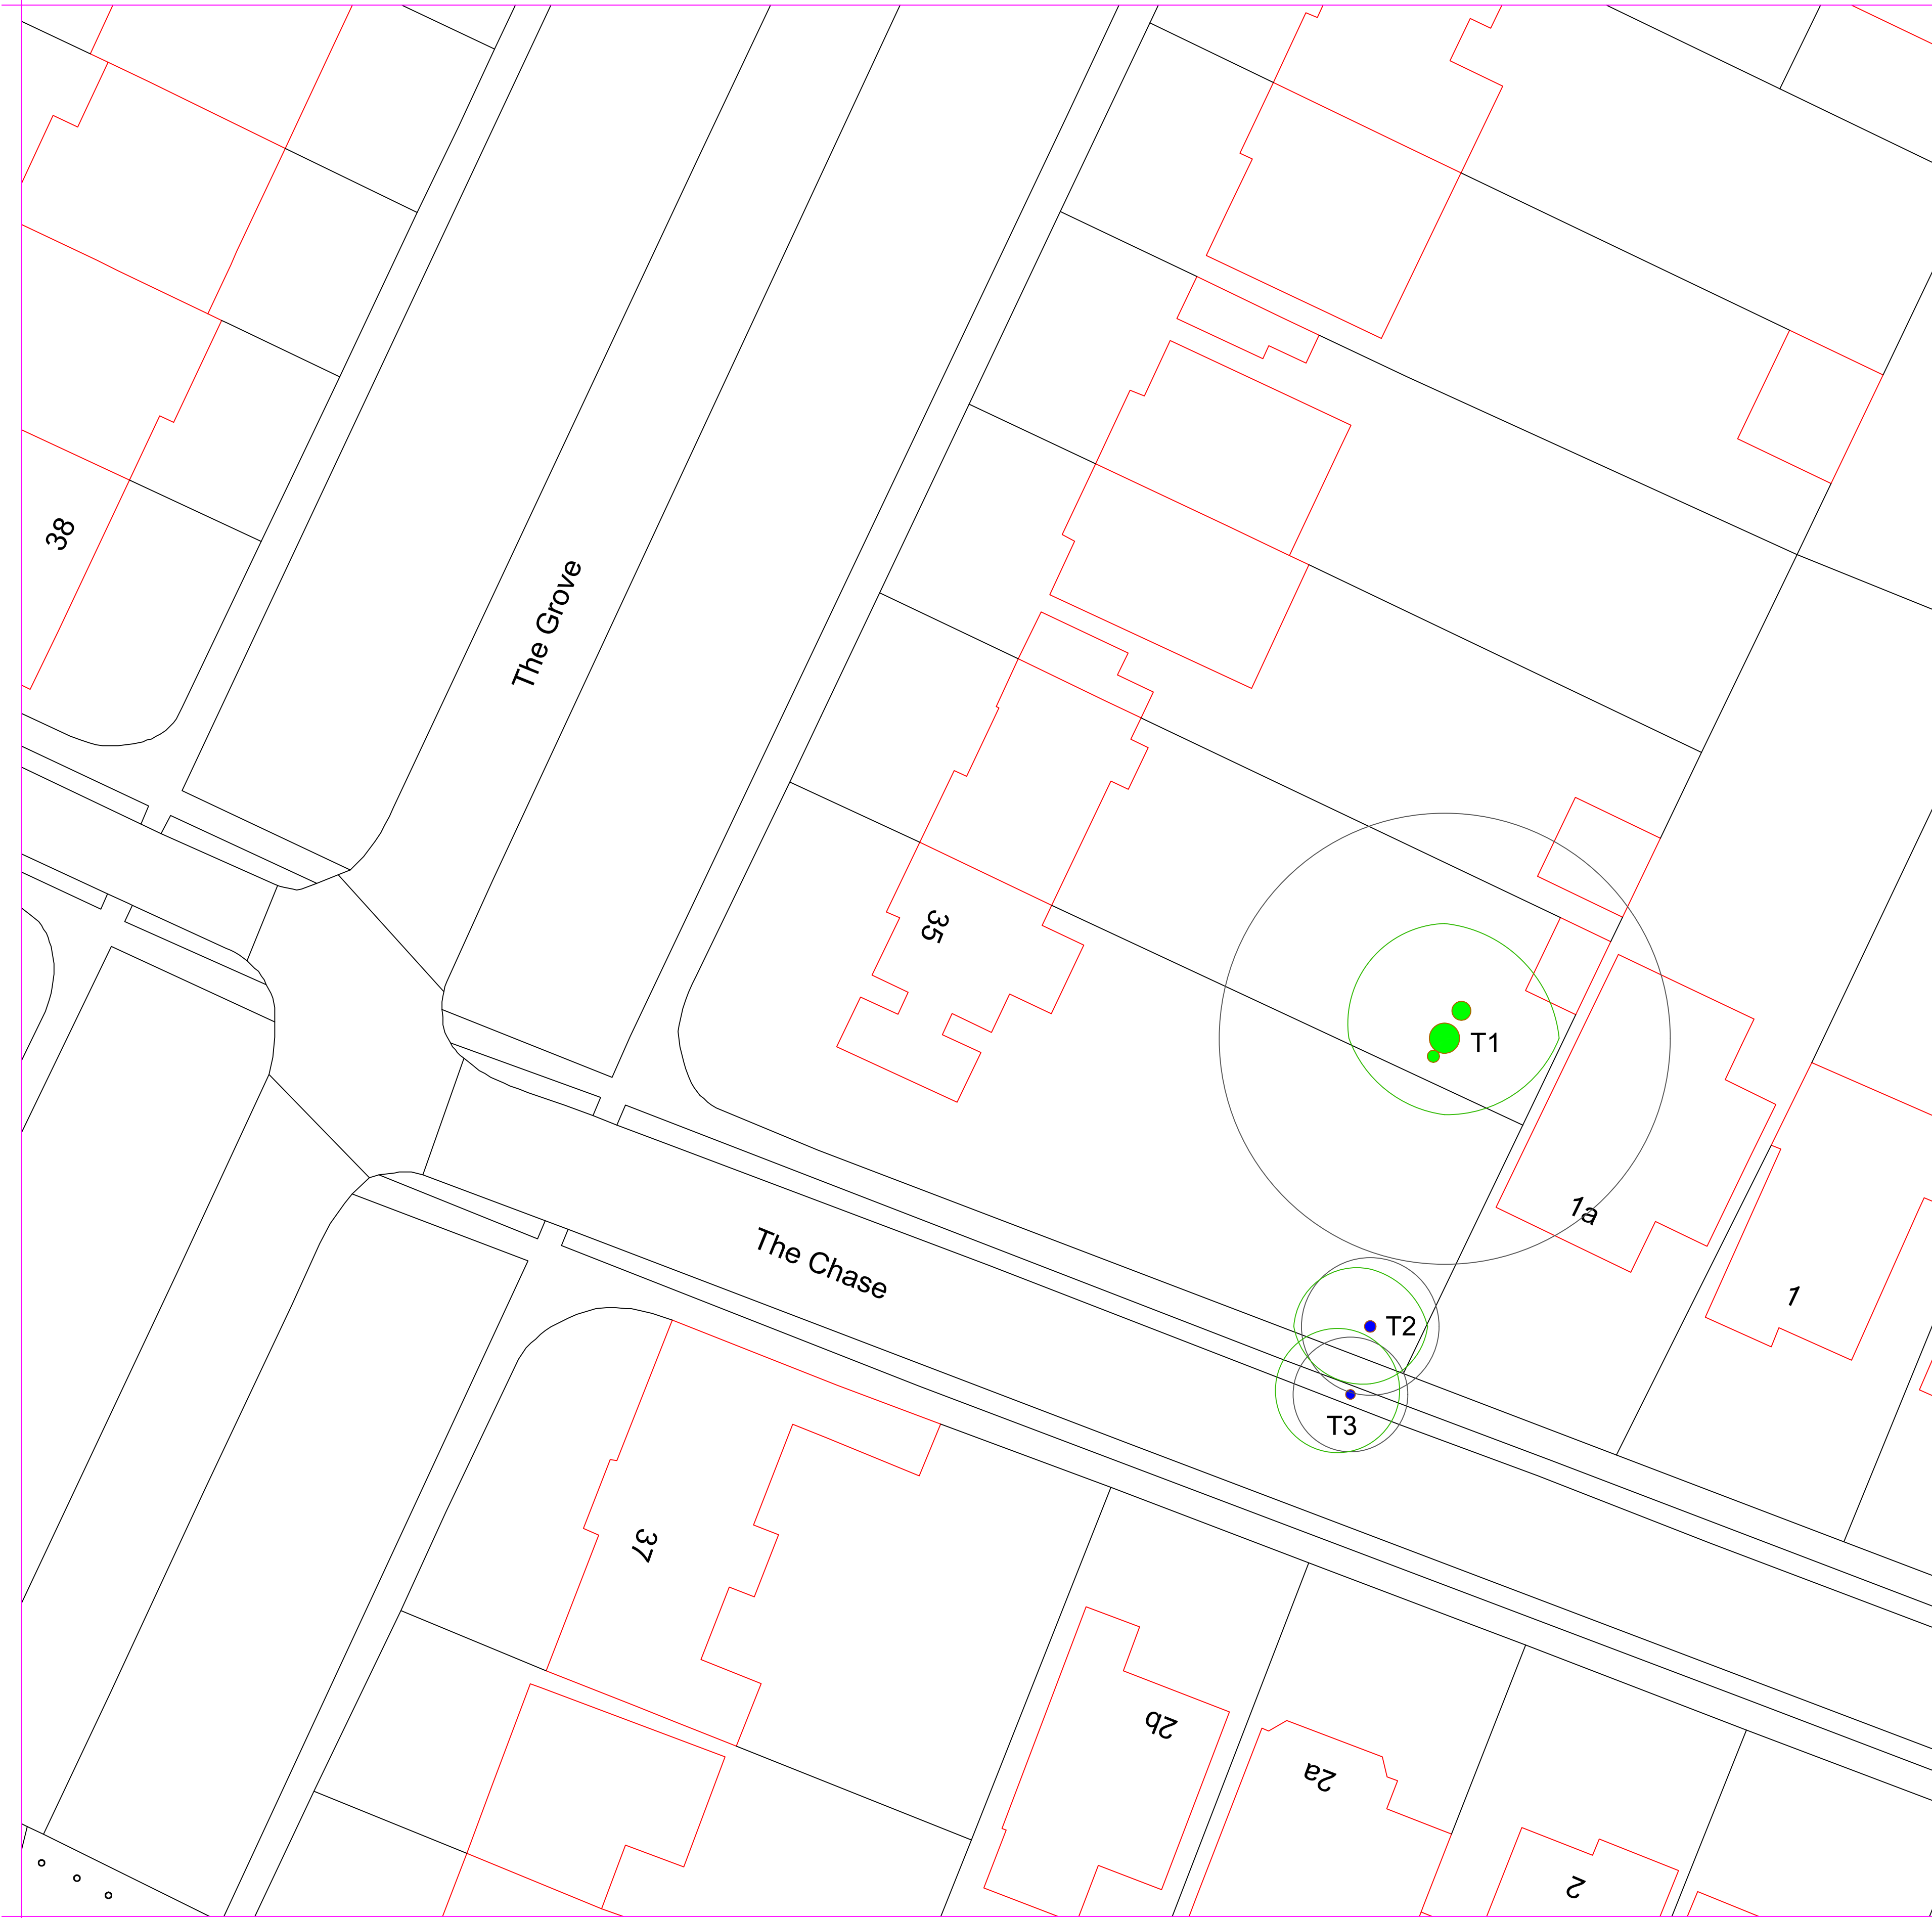 38
The Grove
35
T1
1a
The Chase
1
T2
T3
37
2b
2a
2